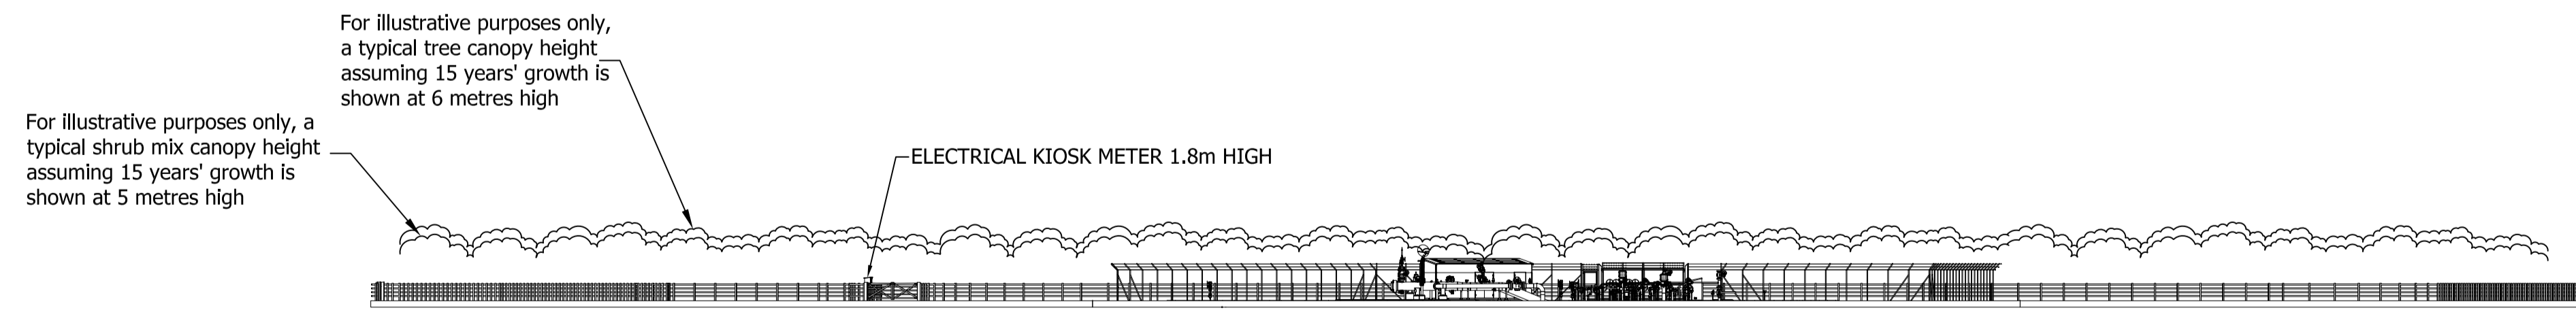 For illustrative purposes only,
a typical tree canopy height
assuming 15 years' growth is
shown at 6 metres high
For illustrative purposes only, a
typical shrub mix canopy height
assuming 15 years' growth is
shown at 5 metres high
ELECTRICAL KIOSK METER 1.8m HIGH